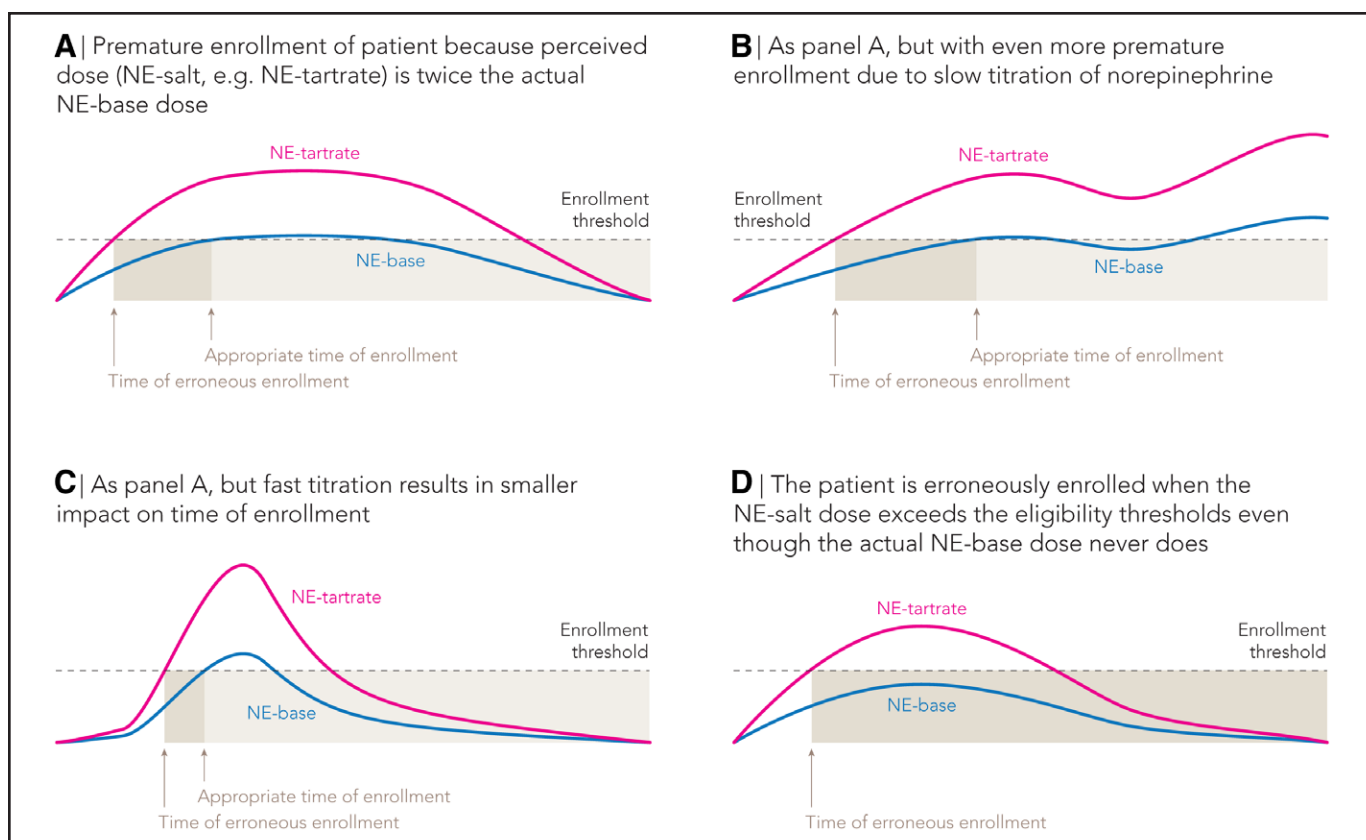 A | Premature enrollment of patient because perceived
dose (NE-salt, e.g. NE-tartrate) is twice the actual
NE-base dose
NE-tartrate
Enrollment
threshold
NE-base
Appropriate time of enrollment
Time of erroneous enrollment
B | As panel A, but with even more premature
enrollment due to slow titration of norepinephrine
NE-tartrate
Enrollment
threshold
NE-base
Appropriate time of enrollment
Time of erroneous enrollment
C | As panel A, but fast titration results in smaller
impact on time of enrollment
NE-tartrate
Enrollment
threshold
NE-base
Appropriate time of enrollment
Time of erroneous enrollment
D | The patient is erroneously enrolled when the
NE-salt dose exceeds the eligibility thresholds even
though the actual NE-base dose never does
NE-tartrate
Enrollment
threshold
NE-base
Time of erroneous enrollment